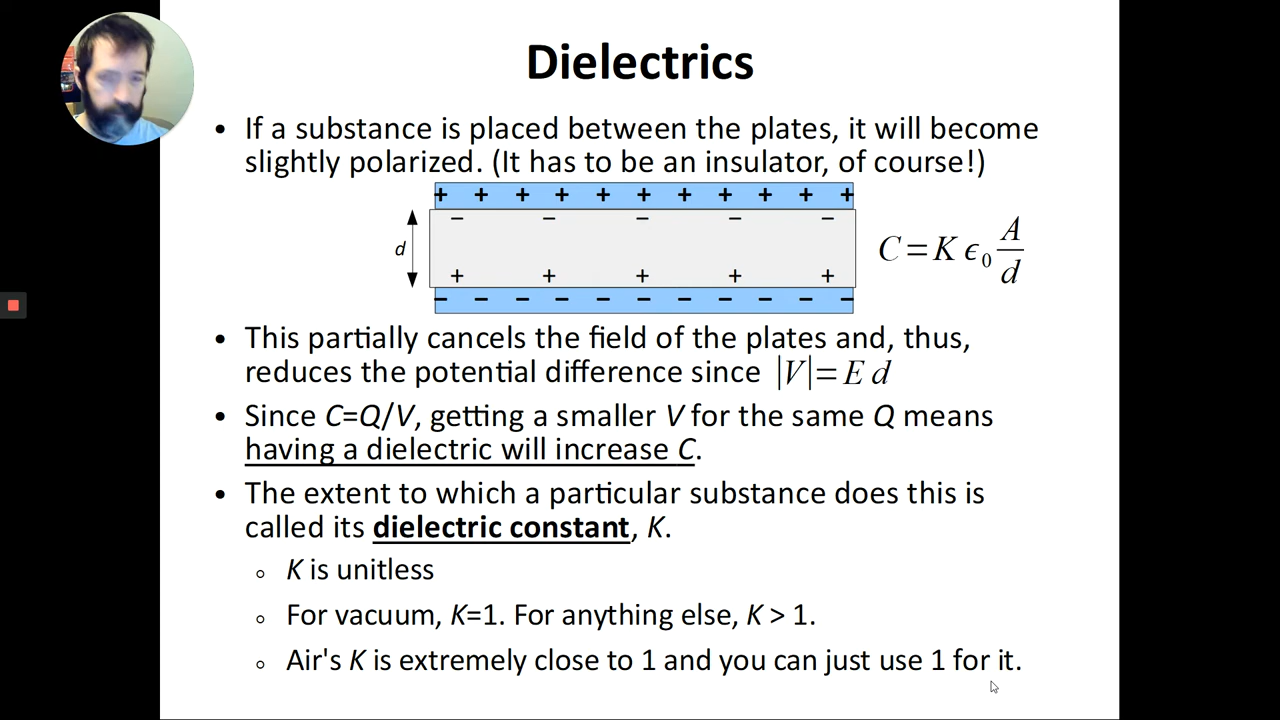 Dielectrics
• If a substance is placed between the plates, it will become
slightly polarized. (It has to be an insulator, of course!)
+ + + + + + + + + + +
− − − − −
d
C = K ϵ₀ A/d
+ + + + +
− − − − − − − − − − −
• This partially cancels the field of the plates and, thus,
reduces the potential difference since |V|= E d
• Since C=Q/V, getting a smaller V for the same Q means
having a dielectric will increase C.
• The extent to which a particular substance does this is
called its dielectric constant, K.
◦ K is unitless
◦ For vacuum, K=1. For anything else, K > 1.
◦ Air's K is extremely close to 1 and you can just use 1 for it.